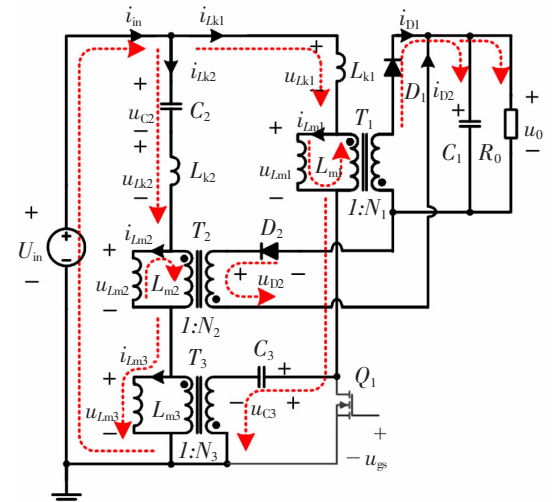 i_in
i_Lk1
i_D1
+
i_Lk2
u_Lk1
L_k1
+
u_C2
−
C_2
−
D_1
i_D2
+
u_Lk2
−
L_k2
i_Lm1
T_1
+
+
+
u_Lm1
L_m1
−
C_1
R_0
u_0
−
1:N_1
+
U_in
−
i_Lm2
T_2
D_2
+
u_Lm2
−
L_m2
+
u_D2
−
1:N_2
i_Lm3
T_3
C_3
+
+
u_Lm3
−
L_m3
−
u_C3
+
Q_1
1:N_3
+
− u_gs